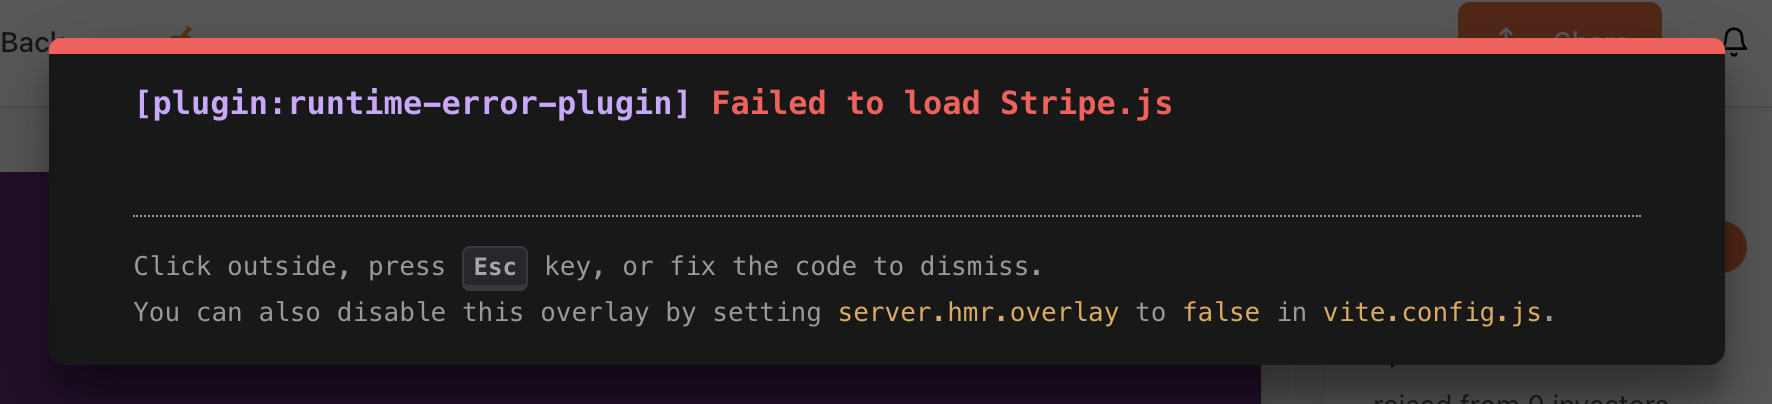 Back
Share
[plugin:runtime-error-plugin] Failed to load Stripe.js
Click outside, press Esc key, or fix the code to dismiss.
You can also disable this overlay by setting server.hmr.overlay to false in vite.config.js.
raised from 0 investors